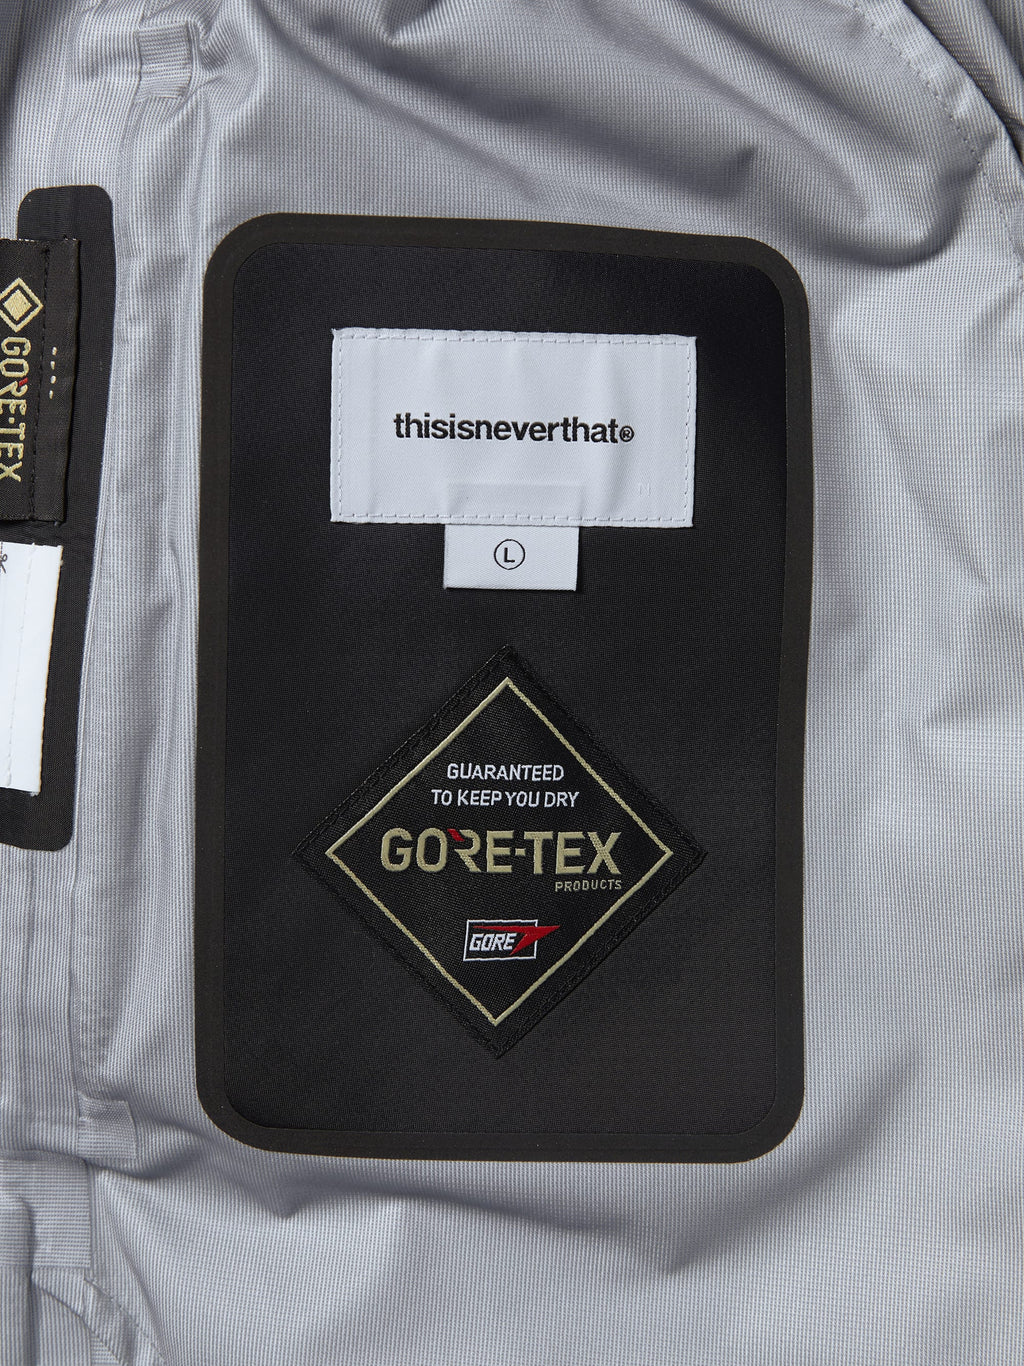 thisisneverthat®
L
GUARANTEED
TO KEEP YOU DRY
GORE-TEX
PRODUCTS
GORE
GORE-TEX